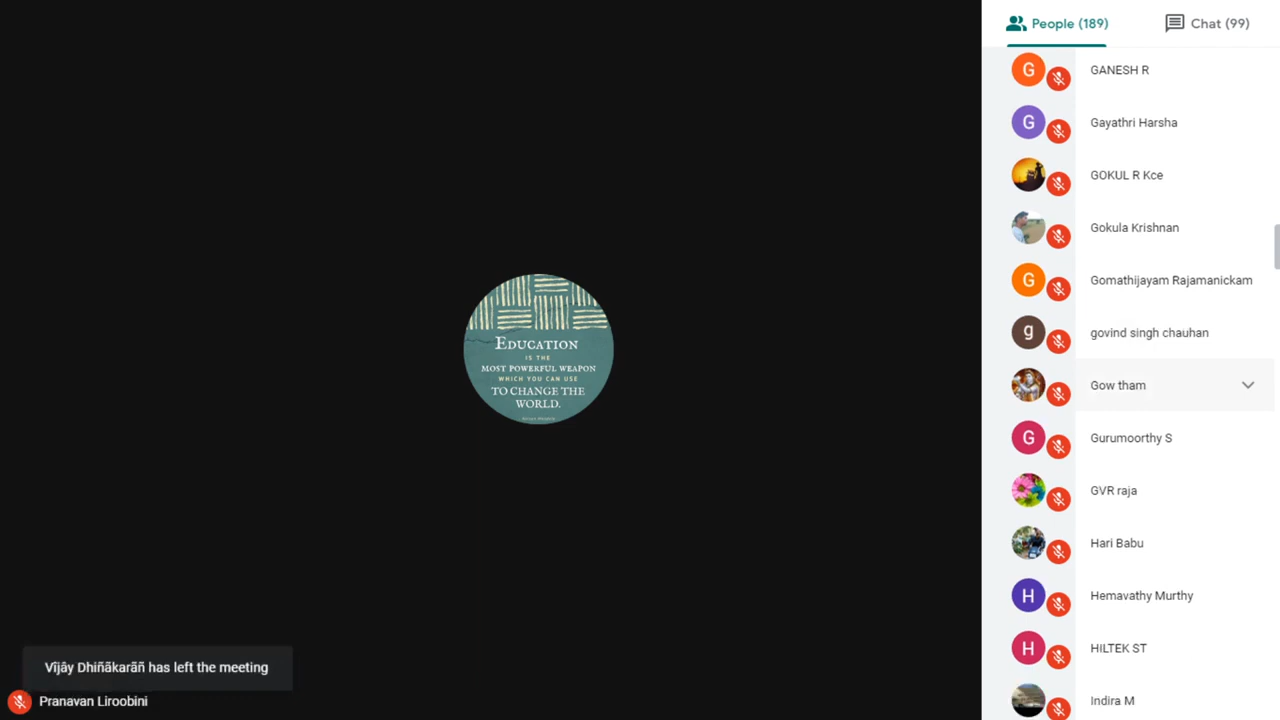 People (189)
Chat (99)
G GANESH R
G Gayathri Harsha
GOKUL R Kce
Gokula Krishnan
G Gomathijayam Rajamanickam
g govind singh chauhan
Gow tham
G Gurumoorthy S
GVR raja
Hari Babu
H Hemavathy Murthy
H HILTEK ST
Indira M
EDUCATION
IS THE
MOST POWERFUL WEAPON
WHICH YOU CAN USE
TO CHANGE THE
WORLD.
Vîjây Dhiñãkarãñ has left the meeting
Pranavan Liroobini